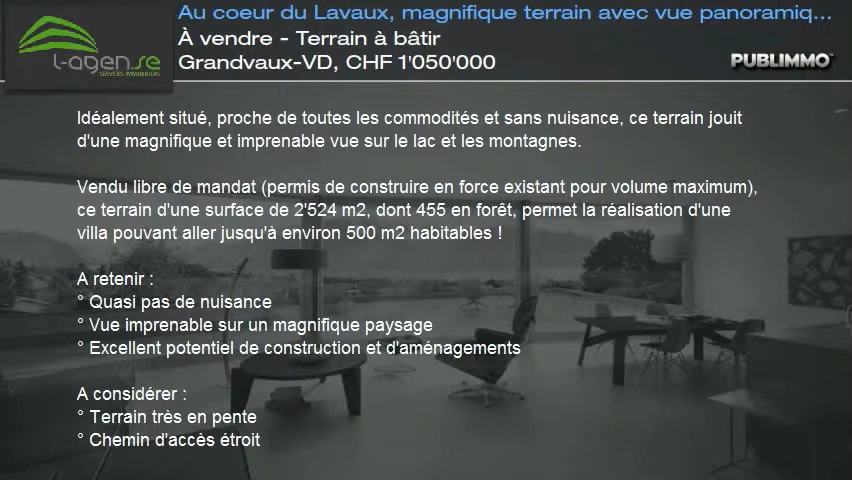 Au coeur du Lavaux, magnifique terrain avec vue panoramiq...
L-agen.se
SERVICES IMMOBILIERS
À vendre - Terrain à bâtir
Grandvaux-VD, CHF 1'050'000
PUBLIMMO™
Idéalement situé, proche de toutes les commodités et sans nuisance, ce terrain jouit
d'une magnifique et imprenable vue sur le lac et les montagnes.
Vendu libre de mandat (permis de construire en force existant pour volume maximum),
ce terrain d'une surface de 2'524 m2, dont 455 en forêt, permet la réalisation d'une
villa pouvant aller jusqu'à environ 500 m2 habitables !
A retenir :
° Quasi pas de nuisance
° Vue imprenable sur un magnifique paysage
° Excellent potentiel de construction et d'aménagements
A considérer :
° Terrain très en pente
° Chemin d'accès étroit